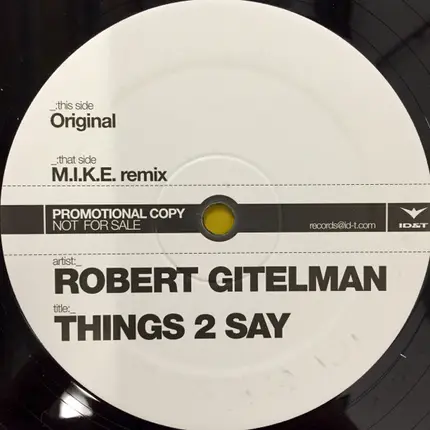 _:this side
Original
_:that side
M.I.K.E. remix
PROMOTIONAL COPY
NOT FOR SALE
records@id-t.com
ID&T
artist:_
ROBERT GITELMAN
title:_
THINGS 2 SAY